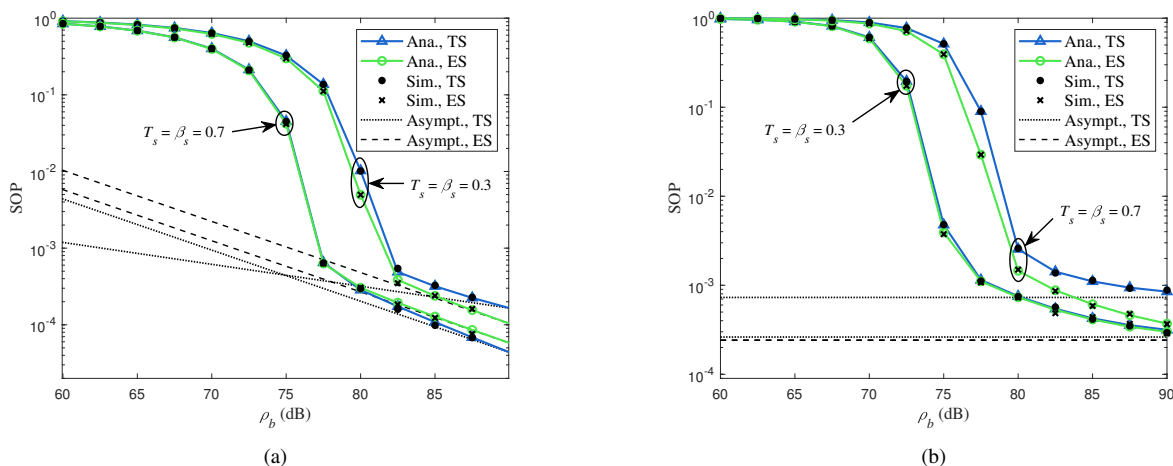 10^0
10^-1
10^-2
10^-3
10^-4
SOP
60 65 70 75 80 85
ρ_b (dB)
Ana., TS
Ana., ES
Sim., TS
Sim., ES
Asympt., TS
Asympt., ES
T_s = β_s = 0.7
T_s = β_s = 0.3
(a)
10^0
10^-1
10^-2
10^-3
10^-4
SOP
60 65 70 75 80 85 90
ρ_b (dB)
Ana., TS
Ana., ES
Sim., TS
Sim., ES
Asympt., TS
Asympt., ES
T_s = β_s = 0.3
T_s = β_s = 0.7
(b)